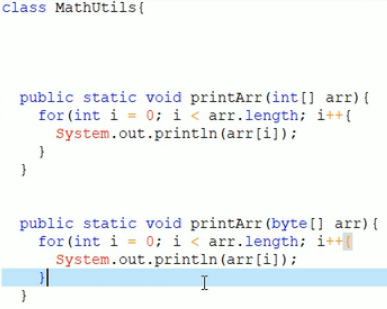 class MathUtils{
public static void printArr(int[] arr){
for(int i = 0; i < arr.length; i++{
System.out.println(arr[i]);
}
}
public static void printArr(byte[] arr){
for(int i = 0; i < arr.length; i++{
System.out.println(arr[i]);
}
}